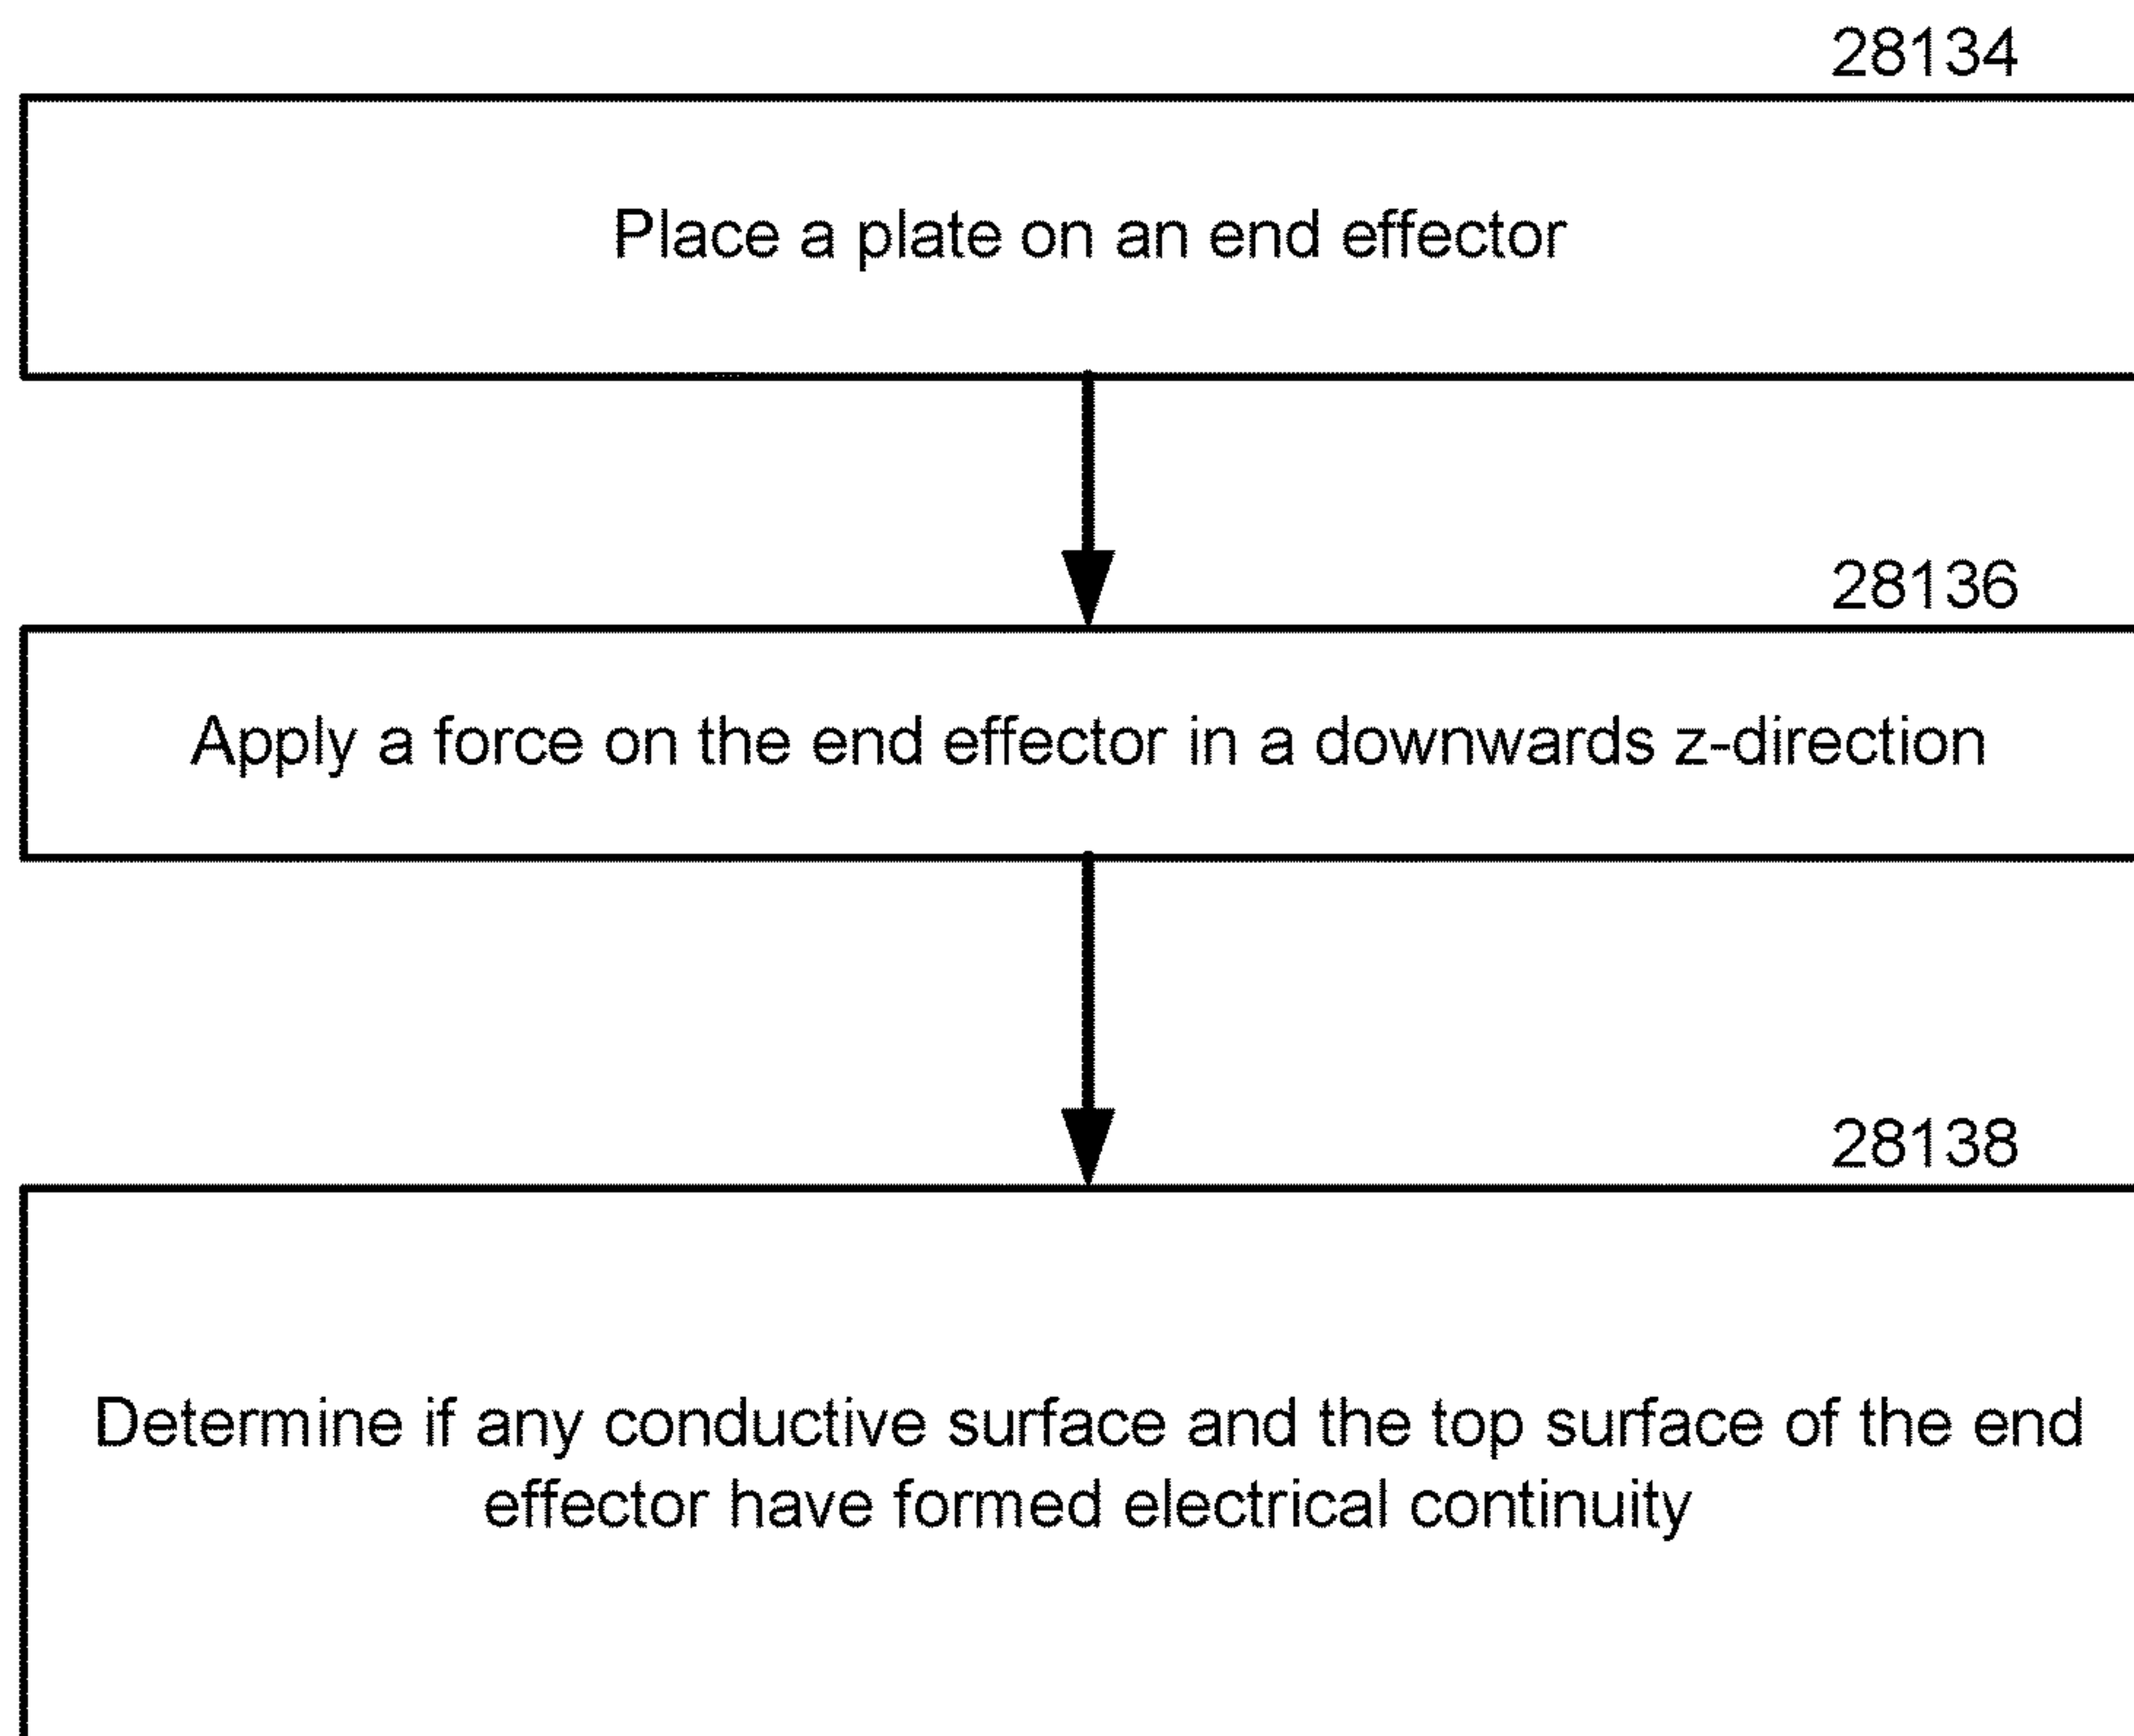 28134
Place a plate on an end effector
28136
Apply a force on the end effector in a downwards z-direction
28138
Determine if any conductive surface and the top surface of the end
effector have formed electrical continuity